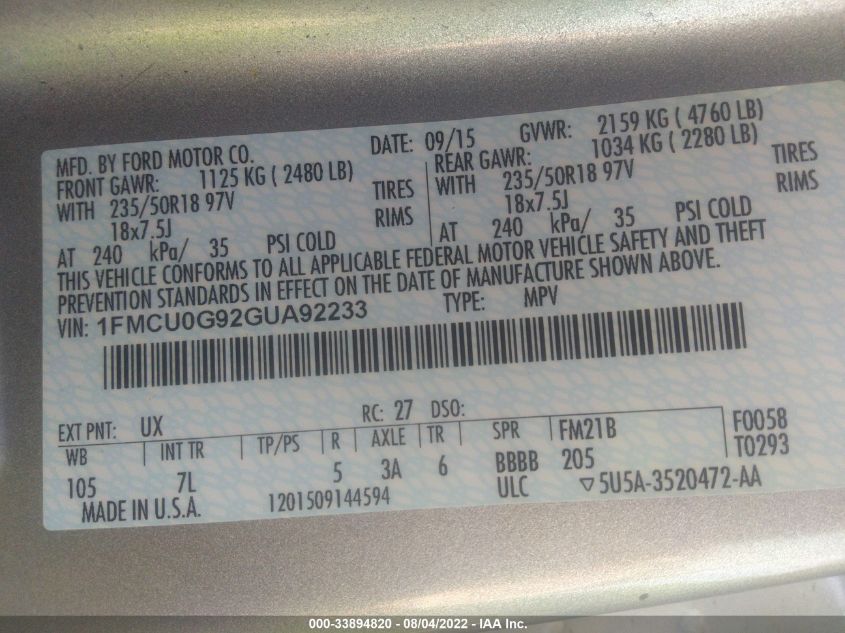 MFD. BY FORD MOTOR CO. DATE: 09/15 GVWR: 2159 KG ( 4760 LB)
FRONT GAWR: 1125 KG ( 2480 LB) REAR GAWR: 1034 KG ( 2280 LB)
WITH 235/50R18 97V TIRES WITH 235/50R18 97V TIRES
18x7.5J RIMS 18x7.5J RIMS
AT 240 kPa/ 35 PSI COLD AT 240 kPa/ 35 PSI COLD
THIS VEHICLE CONFORMS TO ALL APPLICABLE FEDERAL MOTOR VEHICLE SAFETY AND THEFT
PREVENTION STANDARDS IN EFFECT ON THE DATE OF MANUFACTURE SHOWN ABOVE.
VIN: 1FMCU0G92GUA92233 TYPE: MPV
EXT PNT: UX RC: 27 DSO:
WB INT TR TP/PS R AXLE TR SPR FM21B F0058
105 7L 5 3A 6 BBBB 205 T0293
MADE IN U.S.A. 1201509144594 ULC ▽5U5A-3520472-AA
000-33894820 - 08/04/2022 - IAA Inc.